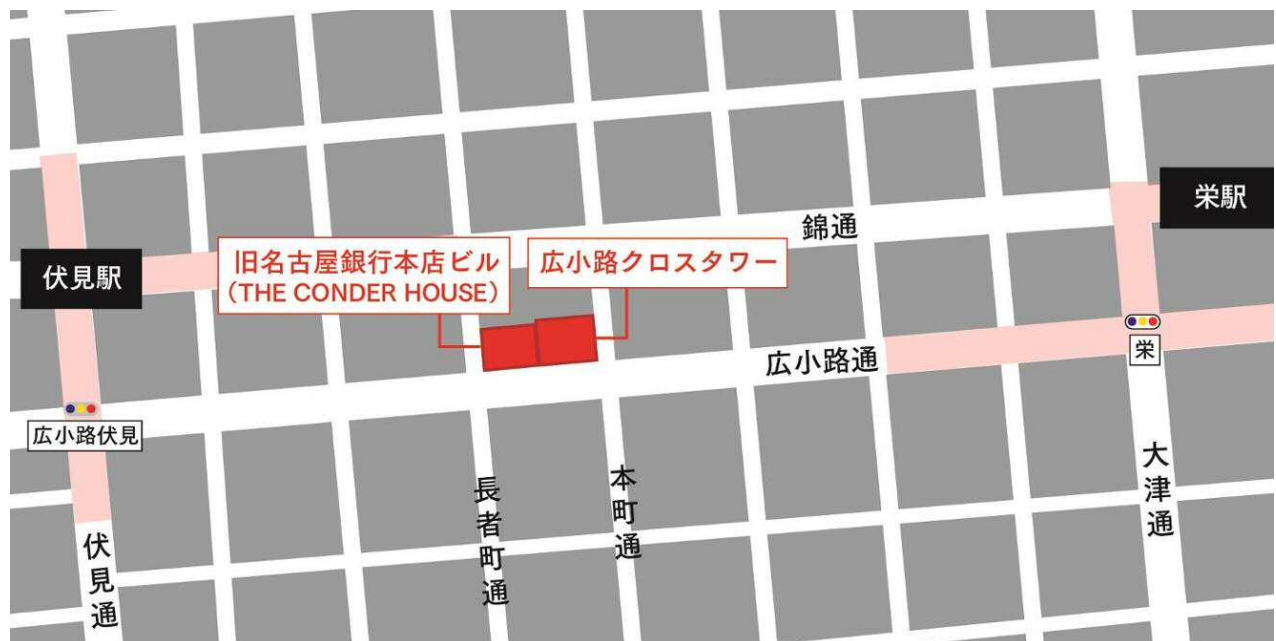 栄駅
錦通
伏見駅
旧名古屋銀行本店ビル
(THE CONDER HOUSE)
広小路クロスタワー
広小路通
栄
広小路伏見
長者町通
本町通
大津通
伏見通